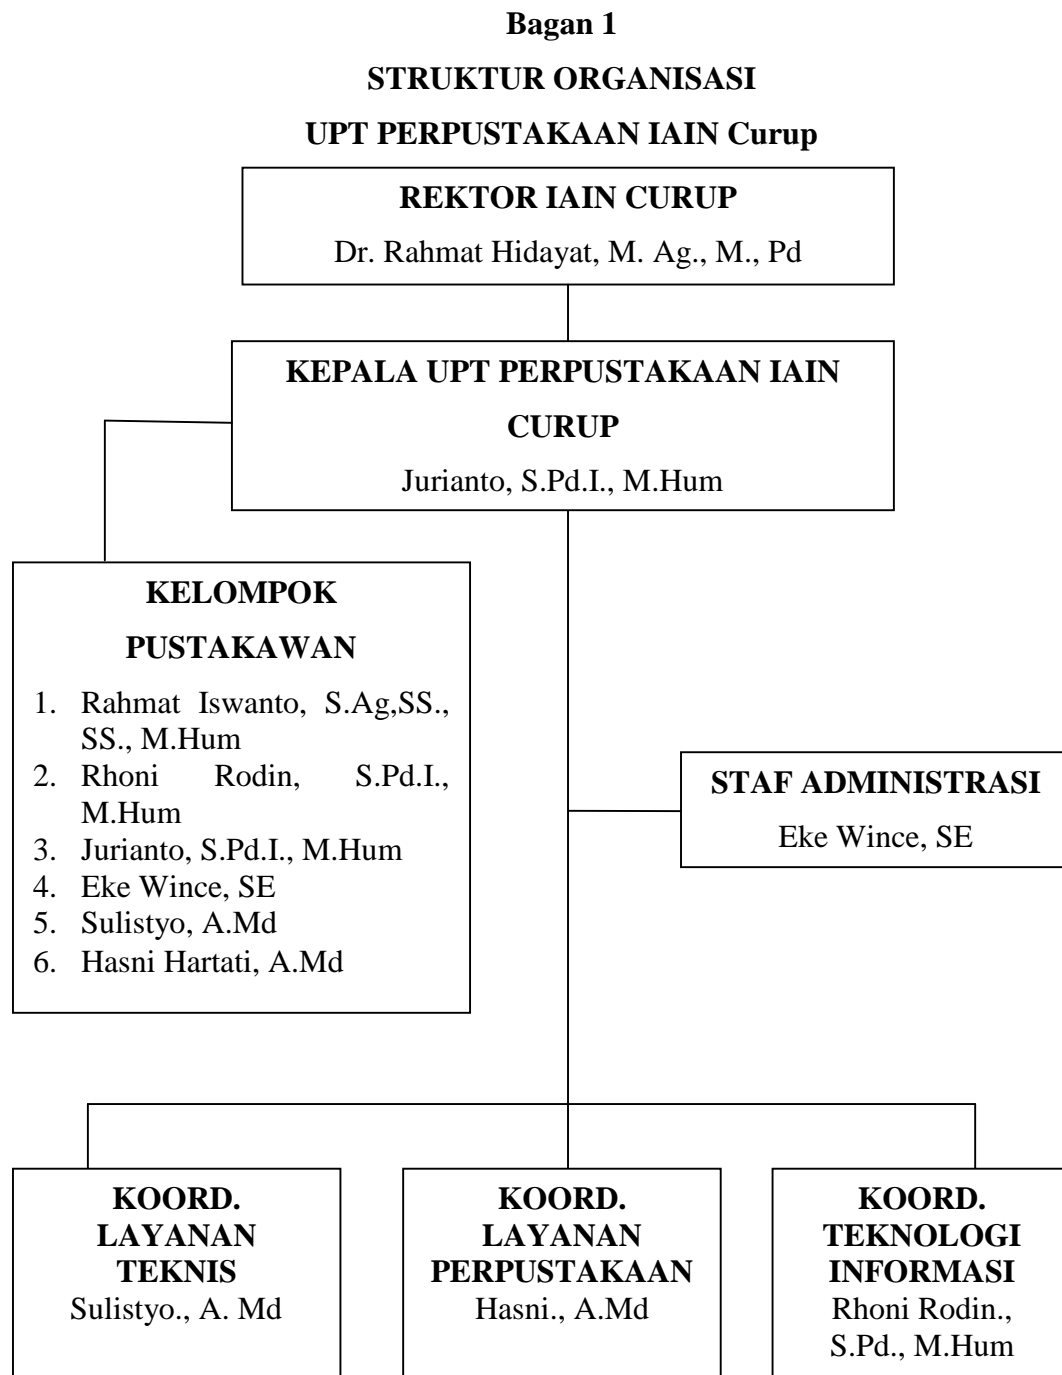 Bagan 1
STRUKTUR ORGANISASI
UPT PERPUSTAKAAN IAIN Curup
REKTOR IAIN CURUP
Dr. Rahmat Hidayat, M. Ag., M., Pd
KEPALA UPT PERPUSTAKAAN IAIN
CURUP
Jurianto, S.Pd.I., M.Hum
KELOMPOK
PUSTAKAWAN
1. Rahmat Iswanto, S.Ag,SS.,
SS., M.Hum
2. Rhoni Rodin, S.Pd.I.,
M.Hum
3. Jurianto, S.Pd.I., M.Hum
4. Eke Wince, SE
5. Sulistyo, A.Md
6. Hasni Hartati, A.Md
STAF ADMINISTRASI
Eke Wince, SE
KOORD.
LAYANAN
TEKNIS
Sulistyo., A. Md
KOORD.
LAYANAN
PERPUSTAKAAN
Hasni., A.Md
KOORD.
TEKNOLOGI
INFORMASI
Rhoni Rodin.,
S.Pd., M.Hum